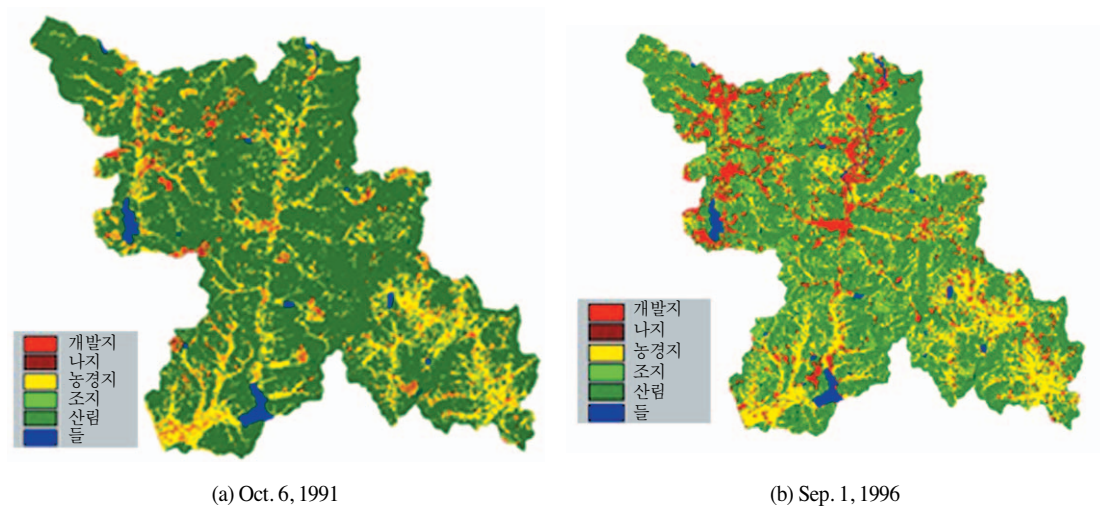 개발지
나지
농경지
조지
산림
들
개발지
나지
농경지
조지
산림
들
(a) Oct. 6, 1991
(b) Sep. 1, 1996